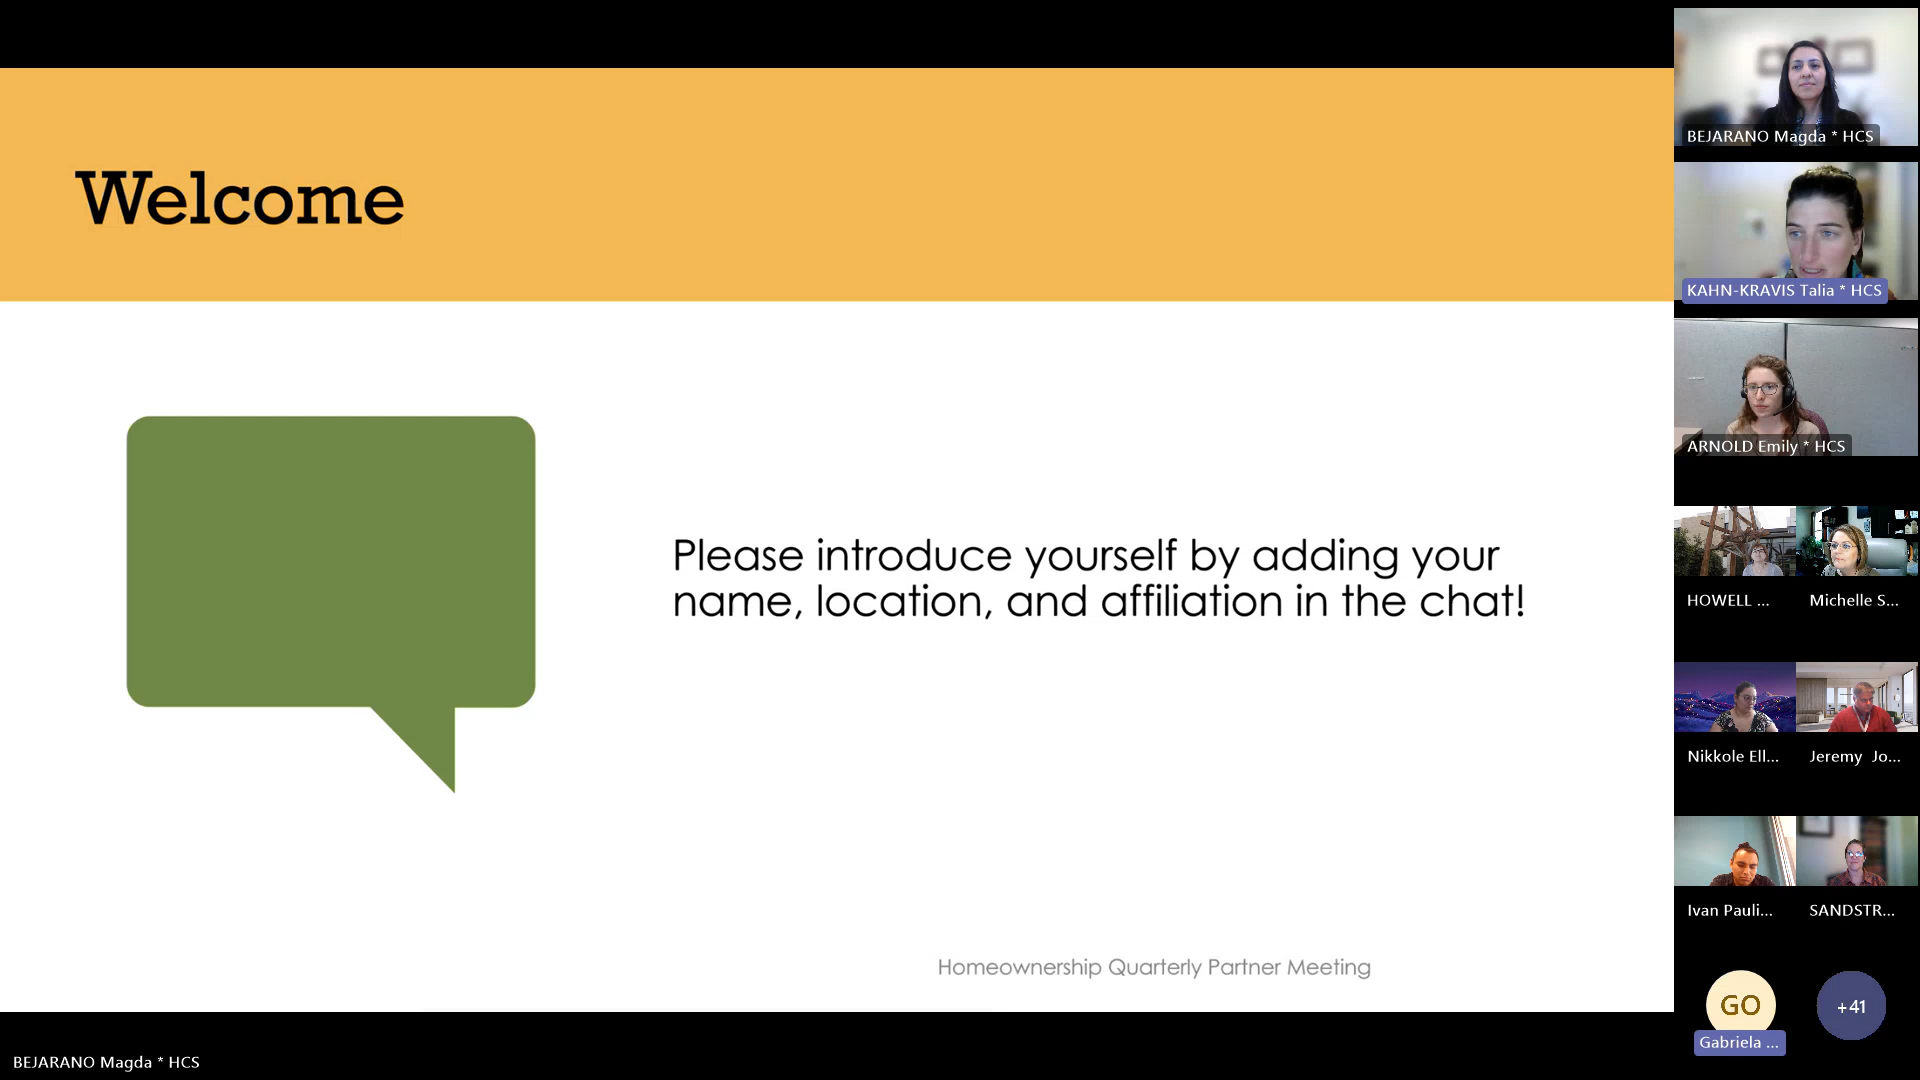 Welcome
Please introduce yourself by adding your
name, location, and affiliation in the chat!
Homeownership Quarterly Partner Meeting
BEJARANO Magda * HCS
BEJARANO Magda * HCS
KAHN-KRAVIS Talia * HCS
ARNOLD Emily * HCS
HOWELL ...
Michelle S...
Nikkole Ell...
Jeremy Jo...
Ivan Pauli...
SANDSTR...
GO
Gabriela ...
+41